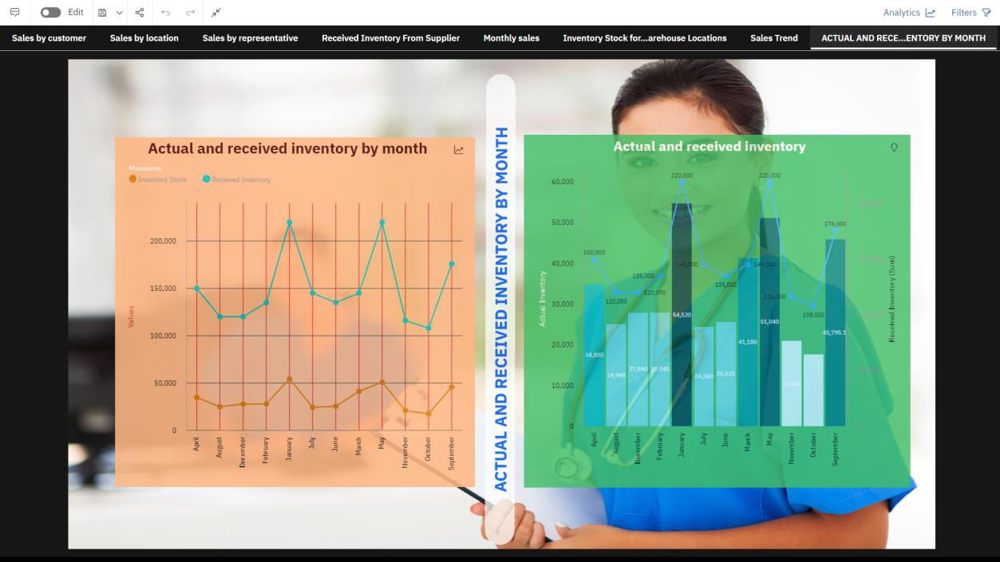 Edit
Analytics
Filters
Sales by customer
Sales by location
Sales by representative
Received Inventory From Supplier
Monthly sales
Inventory Stock for...arehouse Locations
Sales Trend
ACTUAL AND RECE...ENTORY BY MONTH
Actual and received inventory by month
Measures
Inventory Stock
Received Inventory
Values
200,000
150,000
100,000
50,000
0
April
August
December
February
January
July
June
March
May
November
October
September
ACTUAL AND RECEIVED INVENTORY BY MONTH
Actual and received inventory
Actual Inventory
60,000
50,000
40,000
30,000
20,000
10,000
0
150,000
120,000
120,000
135,000
220,000
145,000
135,000
145,000
220,000
116,000
108,000
176,000
34,800
24,940
27,840
27,840
54,520
24,360
25,520
41,180
51,040
45,795.1
April
August
December
February
January
July
June
March
May
November
October
September
Received Inventory (Sum)